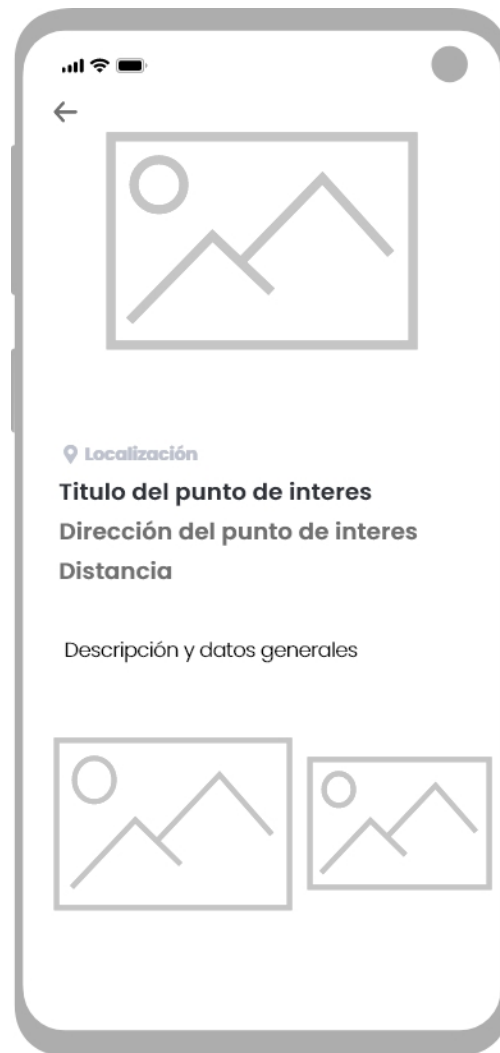 Localización
Titulo del punto de interes
Dirección del punto de interes
Distancia
Descripción y datos generales